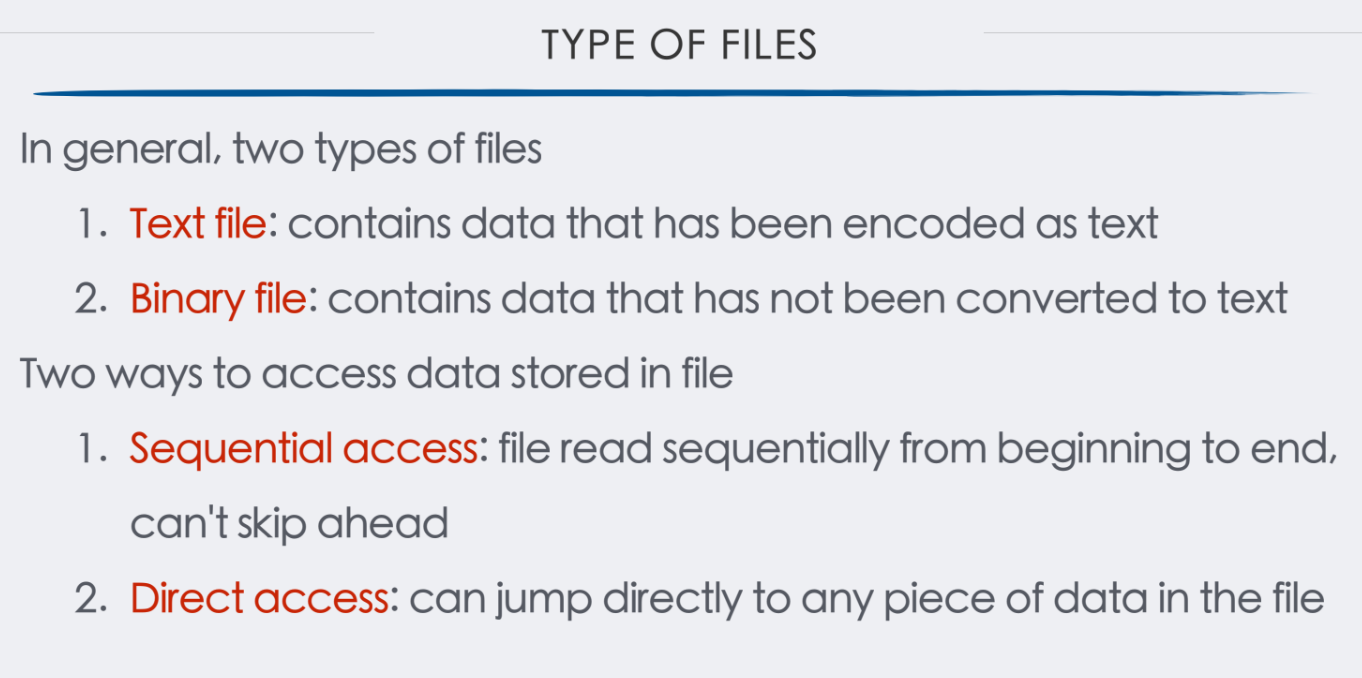 TYPE OF FILES
In general, two types of files
1. Text file: contains data that has been encoded as text
2. Binary file: contains data that has not been converted to text
Two ways to access data stored in file
1. Sequential access: file read sequentially from beginning to end,
can't skip ahead
2. Direct access: can jump directly to any piece of data in the file